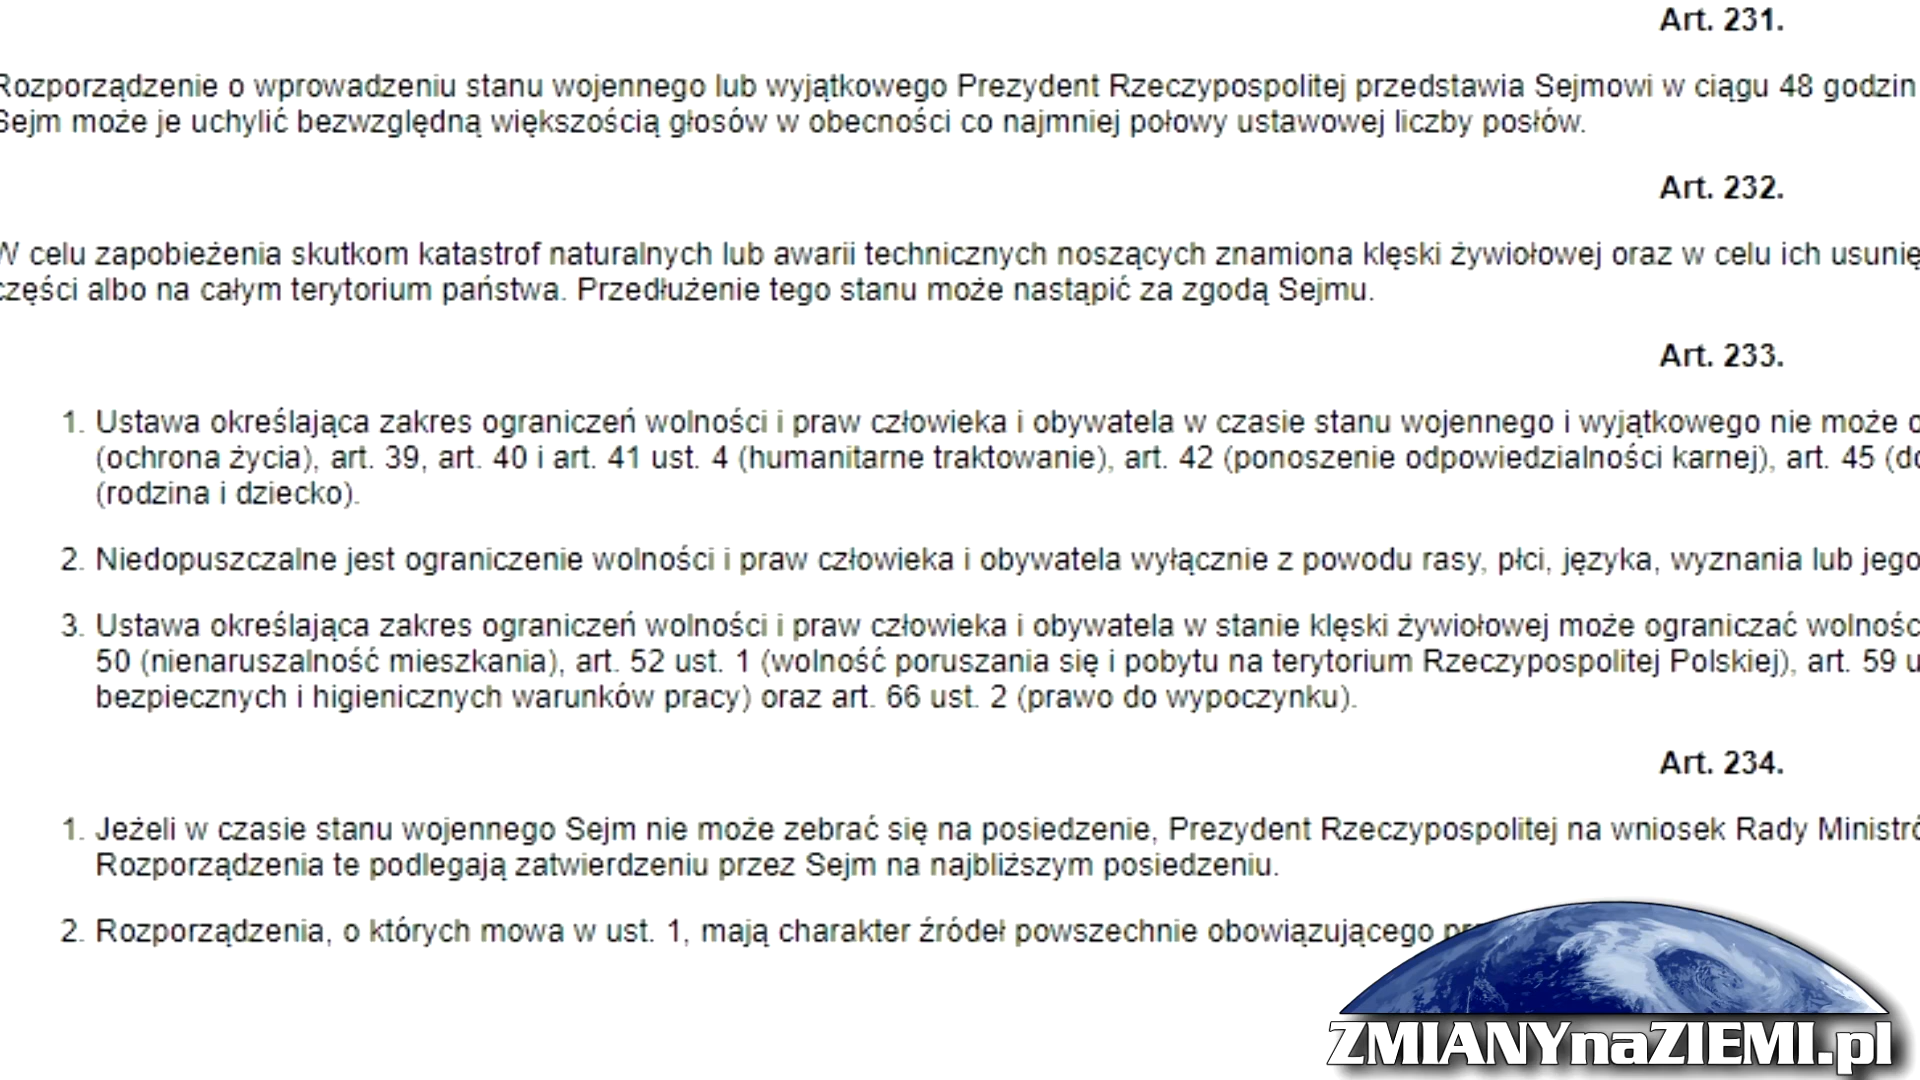 Art. 231.
Rozporządzenie o wprowadzeniu stanu wojennego lub wyjątkowego Prezydent Rzeczypospolitej przedstawia Sejmowi w ciągu 48 godzin
Sejm może je uchylić bezwzględną większością głosów w obecności co najmniej połowy ustawowej liczby posłów.
Art. 232.
W celu zapobieżenia skutkom katastrof naturalnych lub awarii technicznych noszących znamiona klęski żywiołowej oraz w celu ich
części albo na całym terytorium państwa. Przedłużenie tego stanu może nastąpić za zgodą Sejmu.
Art. 233.
1. Ustawa określająca zakres ograniczeń wolności i praw człowieka i obywatela w czasie stanu wojennego i wyjątkowego nie może
(ochrona życia), art. 39, art. 40 i art. 41 ust. 4 (humanitarne traktowanie), art. 42 (ponoszenie odpowiedzialności karnej), art. 45
(rodzina i dziecko).
2. Niedopuszczalne jest ograniczenie wolności i praw człowieka i obywatela wyłącznie z powodu rasy, płci, języka, wyznania lub jego
3. Ustawa określająca zakres ograniczeń wolności i praw człowieka i obywatela w stanie klęski żywiołowej może ograniczać
50 (nienaruszalność mieszkania), art. 52 ust. 1 (wolność poruszania się i pobytu na terytorium Rzeczypospolitej Polskiej), art. 59
bezpiecznych i higienicznych warunków pracy) oraz art. 66 ust. 2 (prawo do wypoczynku).
Art. 234.
1. Jeżeli w czasie stanu wojennego Sejm nie może zebrać się na posiedzenie, Prezydent Rzeczypospolitej na wniosek Rady
Rozporządzenia te podlegają zatwierdzeniu przez Sejm na najbliższym posiedzeniu.
2. Rozporządzenia, o których mowa w ust. 1, mają charakter źródeł powszechnie obowiązującego
ZMIANYnaZIEMI.pl